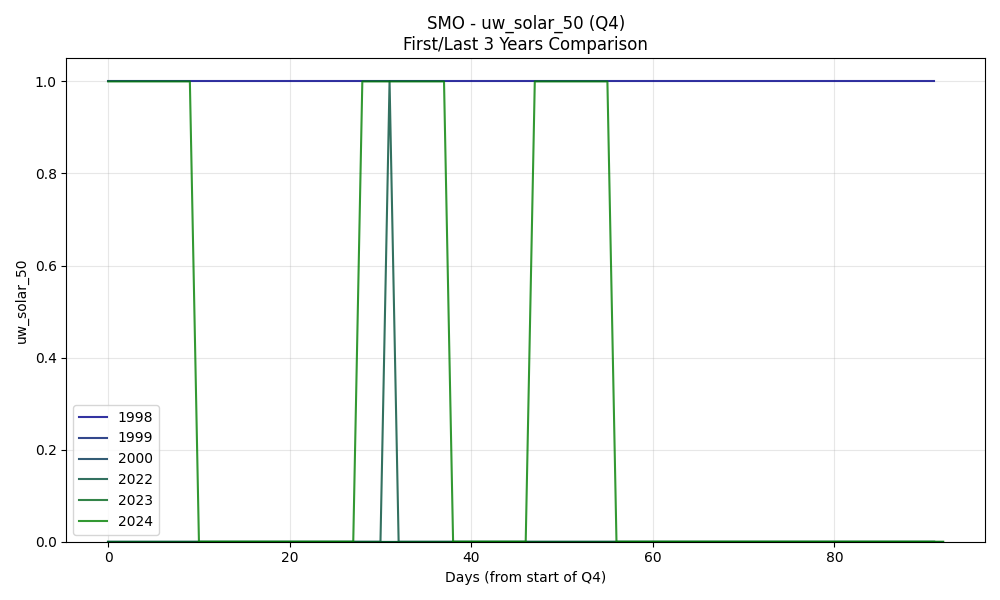 SMO - uw_solar_50 (Q4)
First/Last 3 Years Comparison
uw_solar_50
1.0
0.8
0.6
0.4
0.2
0.0
1998
1999
2000
2022
2023
2024
0 20 40 60 80
Days (from start of Q4)